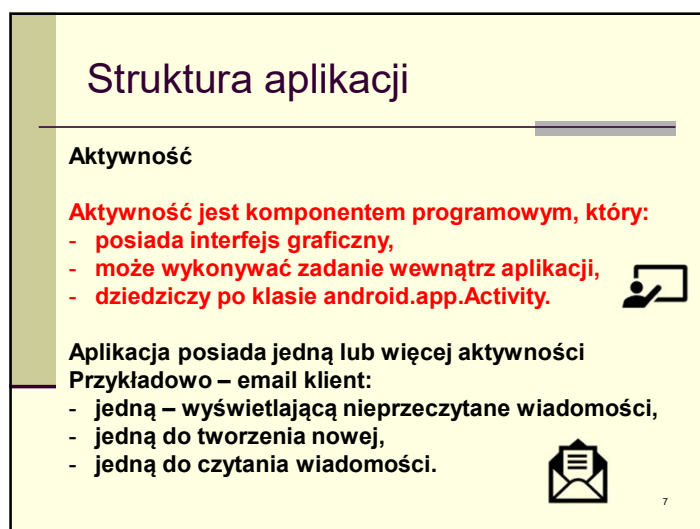 Struktura aplikacji
Aktywność
Aktywność jest komponentem programowym, który:
- posiada interfejs graficzny,
- może wykonywać zadanie wewnątrz aplikacji,
- dziedziczy po klasie android.app.Activity.
Aplikacja posiada jedną lub więcej aktywności
Przykładowo – email klient:
- jedną – wyświetlającą nieprzeczytane wiadomości,
- jedną do tworzenia nowej,
- jedną do czytania wiadomości.
7